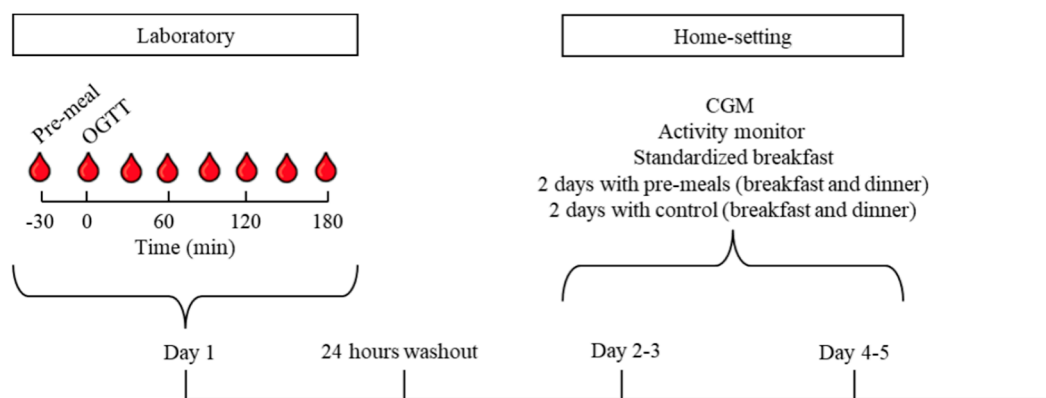 Laboratory
Home-setting
Pre-meal
OGTT
CGM
Activity monitor
Standardized breakfast
2 days with pre-meals (breakfast and dinner)
2 days with control (breakfast and dinner)
-30 0 60 120 180
Time (min)
Day 1 24 hours washout Day 2-3 Day 4-5